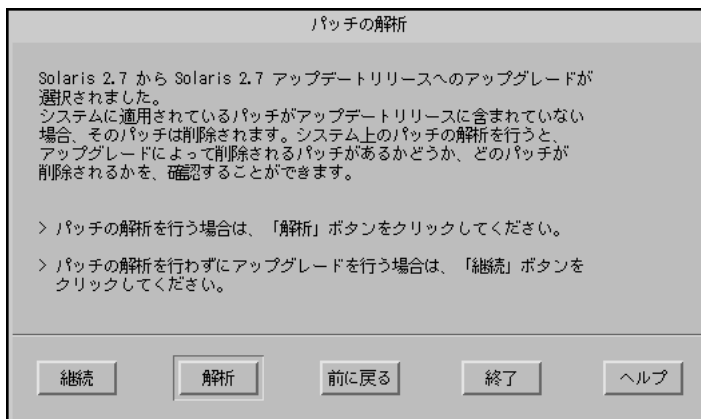 パッチの解析
Solaris 2.7 から Solaris 2.7 アップデートリリースへのアップグレードが
選択されました。
システムに適用されているパッチがアップデートリリースに含まれていない
場合、そのパッチは削除されます。システム上のパッチの解析を行うと、
アップグレードによって削除されるパッチがあるかどうか、どのパッチが
削除されるかを、確認することができます。
> パッチの解析を行う場合は、「解析」ボタンをクリックしてください。
> パッチの解析を行わずにアップグレードを行う場合は、「継続」ボタンを
クリックしてください。
継続 解析 前に戻る 終了 ヘルプ